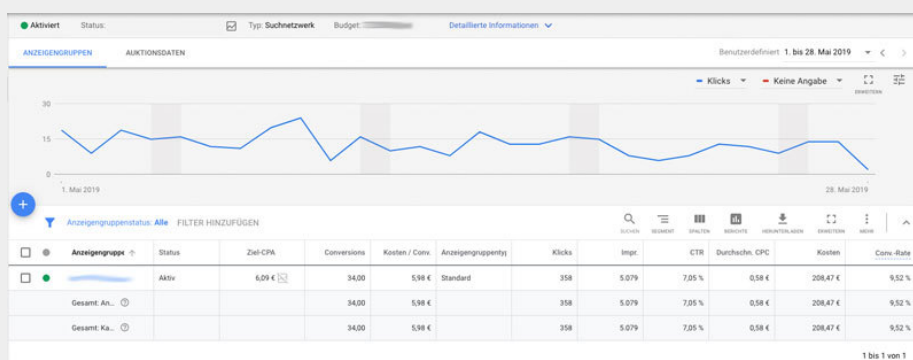 Aktiviert Status: Typ: Suchnetzwerk Budget: Detaillierte Informationen
ANZEIGENGRUPPEN AUKTIONSDATEN Benutzerdefiniert 1. bis 28. Mai 2019
Klicks Keine Angabe
ERWEITERN
30
15
0
1. Mai 2019 28. Mai 2019
Anzeigengruppenstatus: Alle FILTER HINZUFÜGEN
SUCHEN SEGMENT SPALTEN BERICHTE HERUNTERLADEN ERWEITERN MEHR
Anzeigengruppe Status Ziel-CPA Conversions Kosten / Conv. Anzeigengruppentyp Klicks Impr. CTR Durchschn. CPC Kosten Conv.-Rate
Aktiv 6,09 € 34,00 5,98 € Standard 358 5.079 7,05 % 0,58 € 208,47 € 9,52 %
Gesamt: An... 34,00 5,98 € 358 5.079 7,05 % 0,58 € 208,47 € 9,52 %
Gesamt: Ka... 34,00 5,98 € 358 5.079 7,05 % 0,58 € 208,47 € 9,52 %
1 bis 1 von 1